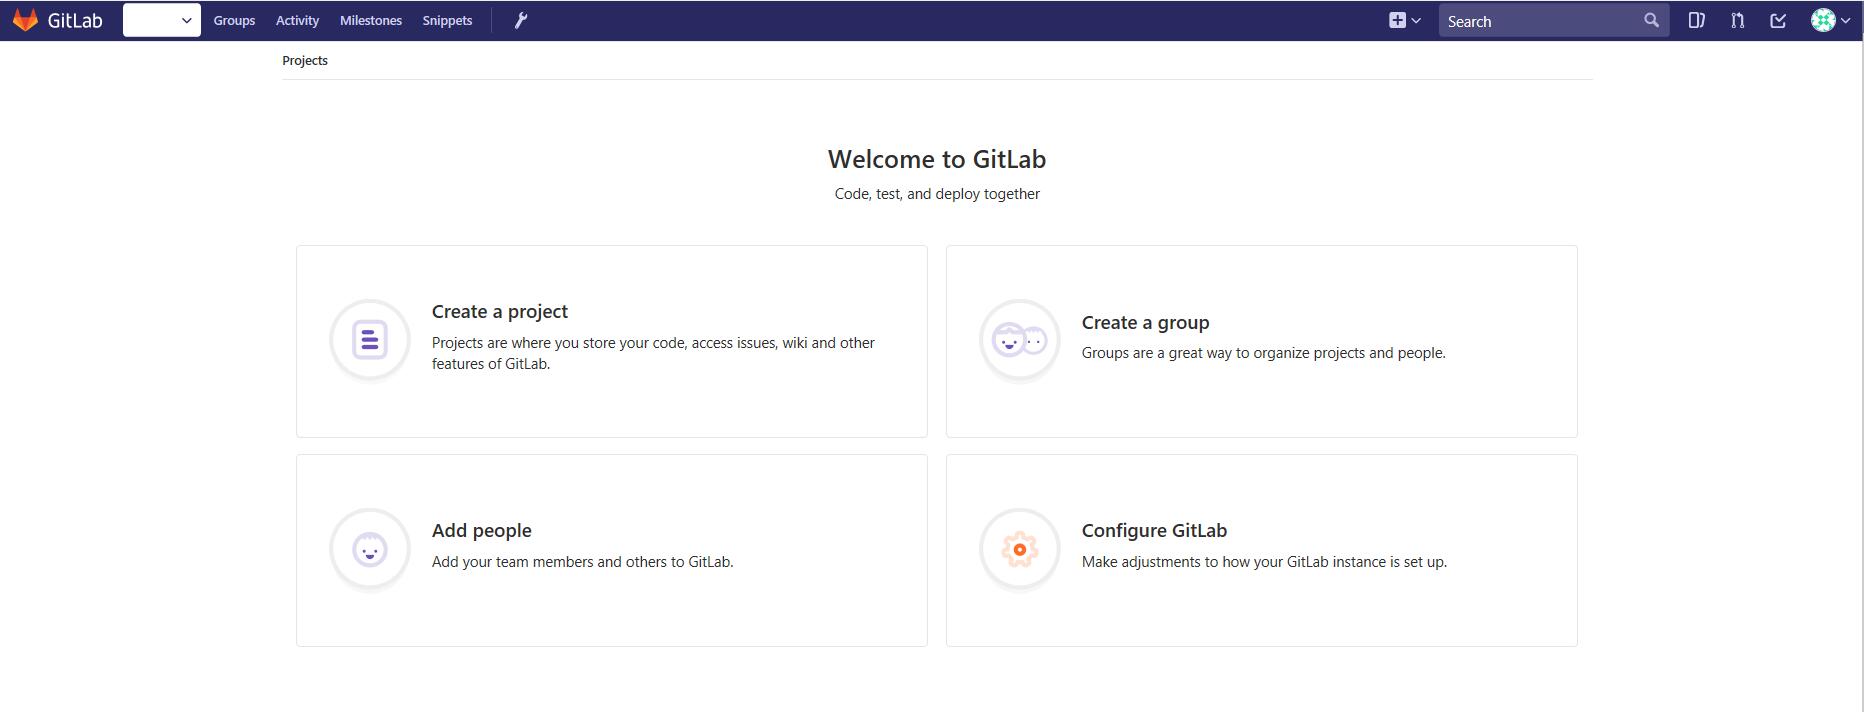 GitLab Groups Activity Milestones Snippets Search
Projects
Welcome to GitLab
Code, test, and deploy together
Create a project
Projects are where you store your code, access issues, wiki and other
features of GitLab.
Create a group
Groups are a great way to organize projects and people.
Add people
Add your team members and others to GitLab.
Configure GitLab
Make adjustments to how your GitLab instance is set up.